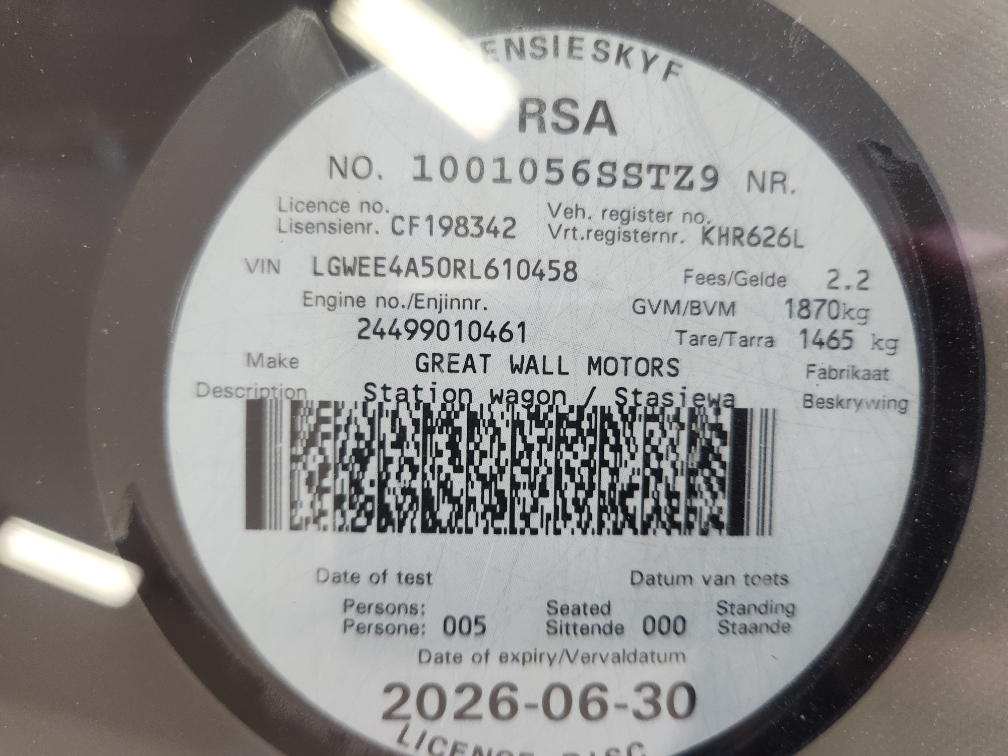 ENSIESKYF
RSA
NO. 1001056SSTZ9 NR.
Licence no. Veh. register no.
Lisensienr. CF198342 Vrt.registernr. KHR626L
VIN LGWEE4A50RL610458 Fees/Gelde 2.2
Engine no./Enjinnr. GVM/BVM 1870kg
24499010461 Tare/Tarra 1465 kg
Make GREAT WALL MOTORS Fabrikaat
Description Station wagon / Stasiewa Beskrywing
Date of test Datum van toets
Persons: Seated Standing
Persone: 005 Sittende 000 Staande
Date of expiry/Vervaldatum
2026-06-30
LICENCE DISC